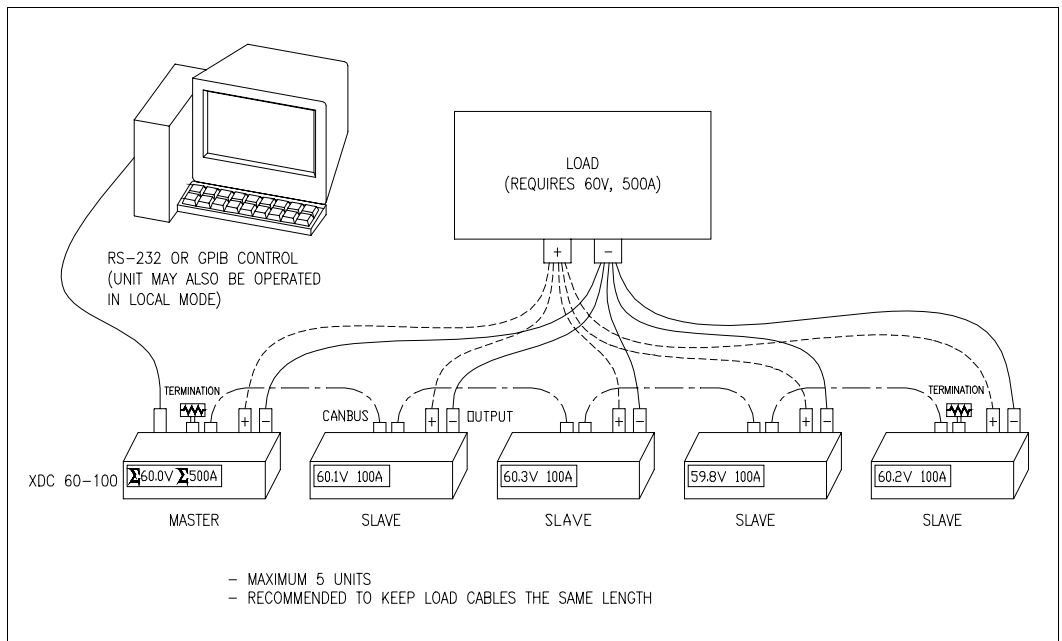 LOAD
(REQUIRES 60V, 500A)
+
-
RS-232 OR GPIB CONTROL
(UNIT MAY ALSO BE OPERATED
IN LOCAL MODE)
TERMINATION
TERMINATION
CANBUS
OUTPUT
+ -
+ -
+ -
+ -
+ -
XDC 60-100
Σ60.0V Σ500A
60.1V 100A
60.3V 100A
59.8V 100A
60.2V 100A
MASTER
SLAVE
SLAVE
SLAVE
SLAVE
- MAXIMUM 5 UNITS
- RECOMMENDED TO KEEP LOAD CABLES THE SAME LENGTH